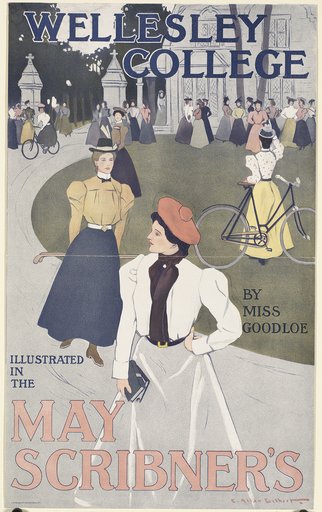 WELLESLEY
COLLEGE
BY
MISS
GOODLOE
ILLUSTRATED
IN
THE
MAY
SCRIBNER'S